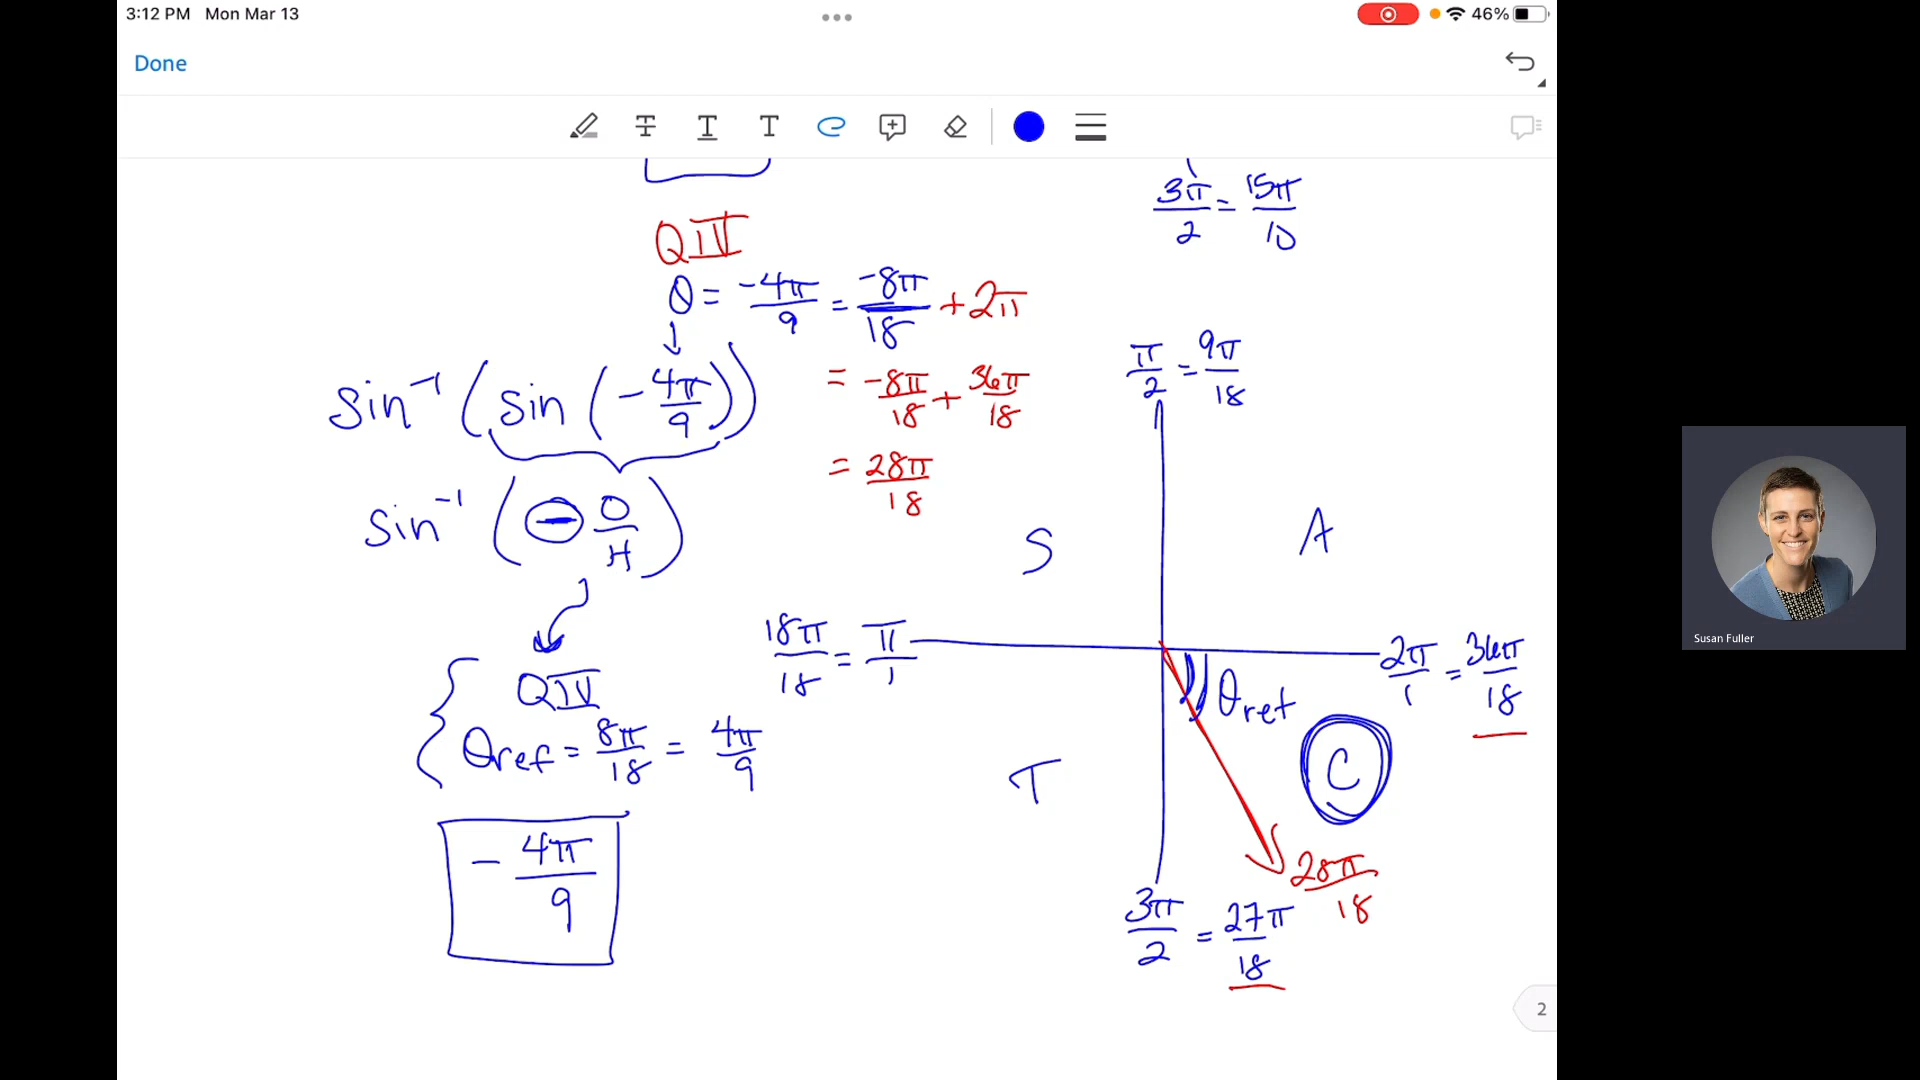 3:12 PM Mon Mar 13
46%
Done
3π/2 = 15π/10
QIV
θ = -4π/9 = -8π/18 + 2π
= -8π/18 + 36π/18
= 28π/18
sin⁻¹(sin(-4π/9))
sin⁻¹(- O/H)
QIV
θref = 8π/18 = 4π/9
- 4π/9
π/2 = 9π/18
S
A
18π/18 = π/1
2π/1 = 36π/18
θref
T
C
28π/18
3π/2 = 27π/18
2
Susan Fuller